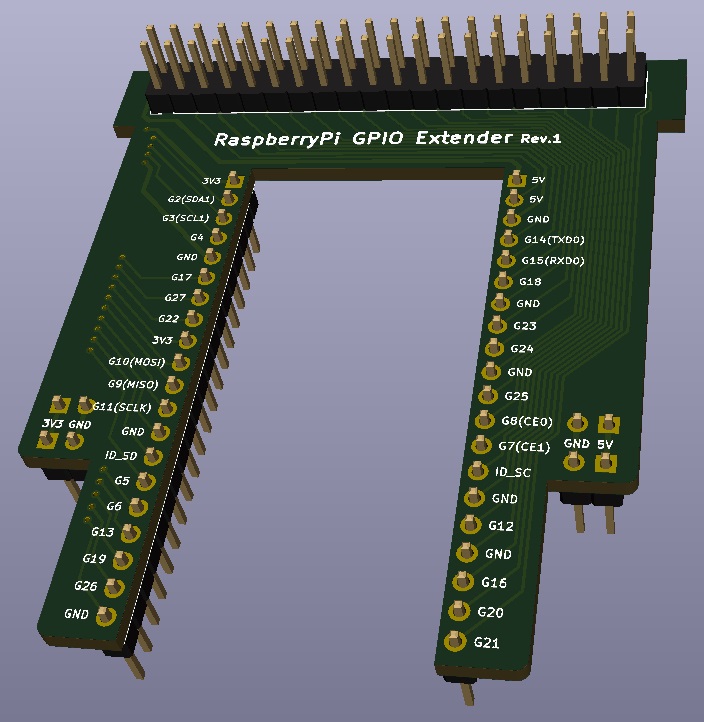 RaspberryPi GPIO Extender Rev.1
3V3
G2(SDA1)
G3(SCL1)
G4
GND
G17
G27
G22
3V3
G10(MOSI)
G9(MISO)
G11(SCLK)
GND
ID_SD
G5
G6
G13
G19
G26
GND
3V3 GND
5V
5V
GND
G14(TXD0)
G15(RXD0)
G18
GND
G23
G24
GND
G25
G8(CE0)
G7(CE1)
ID_SC
GND
G12
GND
G16
G20
G21
GND 5V